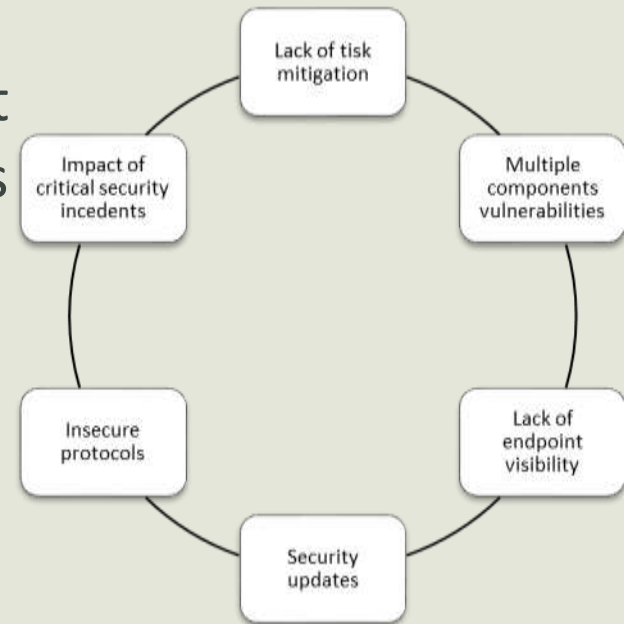 Lack of tisk
mitigation
Multiple
components
vulnerabilities
Lack of
endpoint
visibility
Security
updates
Insecure
protocols
Impact of
critical security
incedents